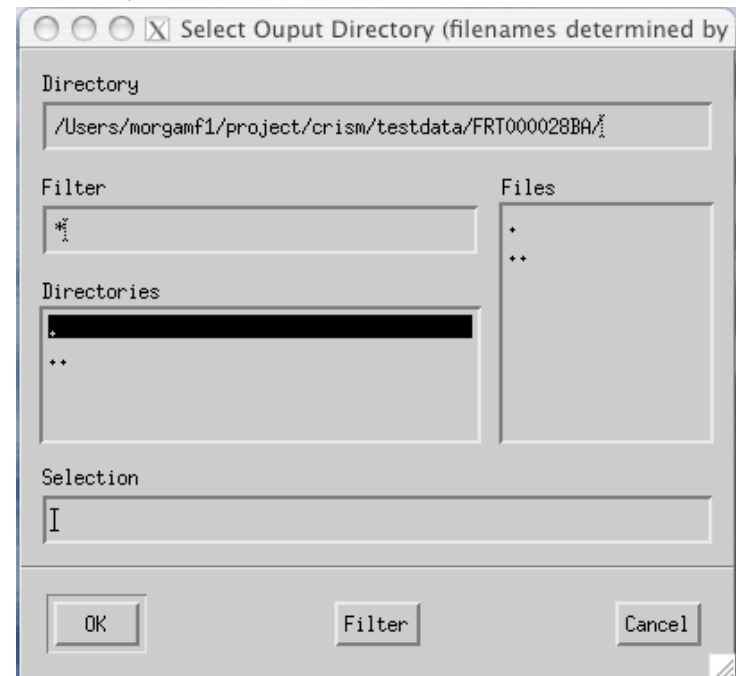 Select Ouput Directory (filenames determined by
Directory
/Users/morgamf1/project/crism/testdata/FRT000028BA/
Filter
*
Files
.
..
Directories
.
..
Selection
OK
Filter
Cancel